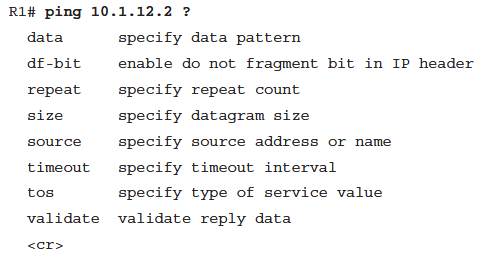 R1# ping 10.1.12.2 ?
data specify data pattern
df-bit enable do not fragment bit in IP header
repeat specify repeat count
size specify datagram size
source specify source address or name
timeout specify timeout interval
tos specify type of service value
validate validate reply data
<cr>